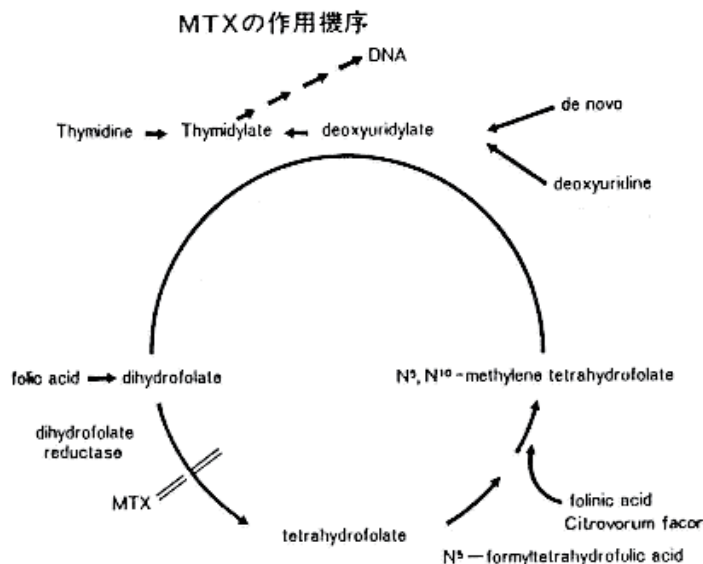 MTXの作用機序
DNA
de novo
Thymidine
Thymidylate
deoxyuridylate
deoxyuridine
folic acid
dihydrofolate
N⁵, N¹⁰-methylene tetrahydrofolate
dihydrofolate
reductase
MTX
tetrahydrofolate
folinic acid
Citrovorum facor
N⁵-formyltetrahydrofulic acid